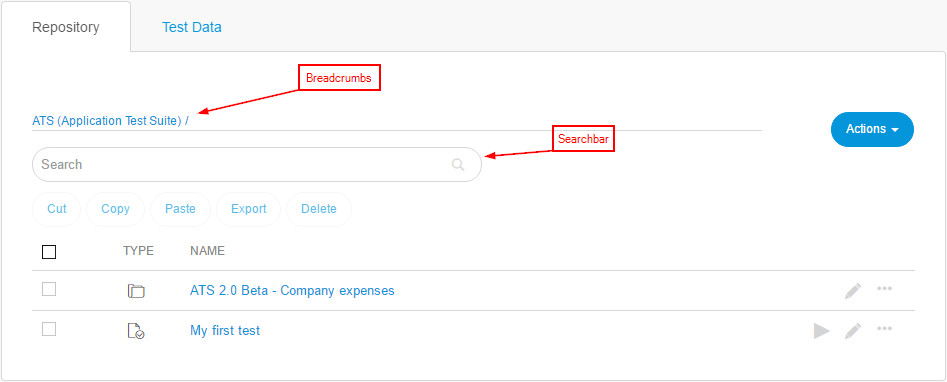 Repository Test Data
Breadcrumbs
ATS (Application Test Suite) /
Actions
Searchbar
Search
Cut Copy Paste Export Delete
TYPE NAME
ATS 2.0 Beta - Company expenses
My first test